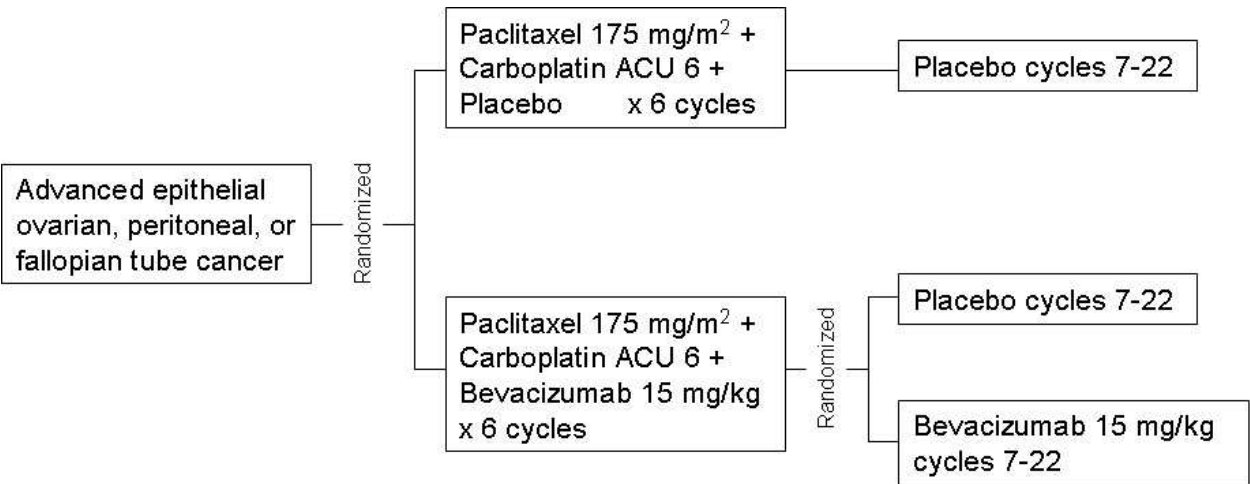 Paclitaxel 175 mg/m² +
Carboplatin ACU 6 +
Placebo x 6 cycles
Placebo cycles 7-22
Advanced epithelial
ovarian, peritoneal, or
fallopian tube cancer
Randomized
Paclitaxel 175 mg/m² +
Carboplatin ACU 6 +
Bevacizumab 15 mg/kg
x 6 cycles
Randomized
Placebo cycles 7-22
Bevacizumab 15 mg/kg
cycles 7-22